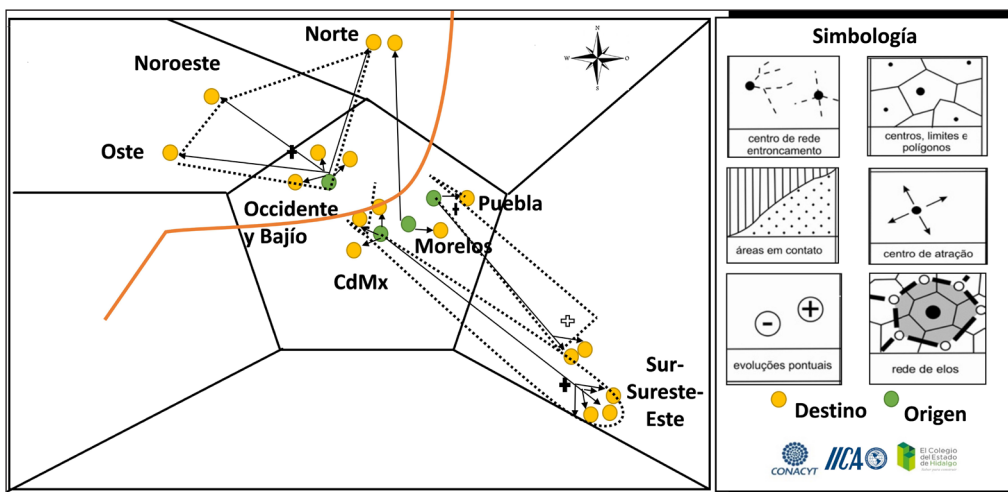 Norte
Noroeste
Oste
Occidente
y Bajío
Puebla
Morelos
CdMx
Sur-
Sureste-
Este
N
W
O
S
Simbología
centro de rede
entroncamento
centros, limites e
polígonos
áreas em contato
centro de atração
evoluções pontuais
rede de elos
Destino
Origen
CONACYT
IICA
El Colegio
del Estado
de Hidalgo